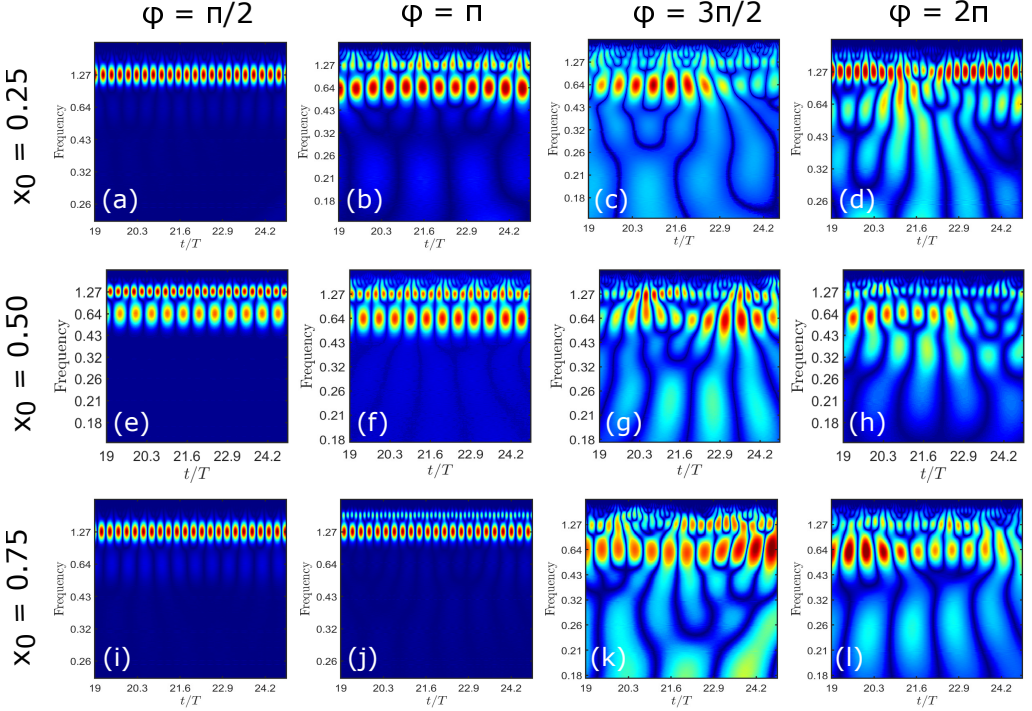 φ = π/2
φ = π
φ = 3π/2
φ = 2π
x0 = 0.25
Frequency
1.27
0.64
0.43
0.32
0.26
(a)
19 20.3 21.6 22.9 24.2
t/T
Frequency
1.27
0.64
0.43
0.32
0.26
0.21
0.18
(b)
19 20.3 21.6 22.9 24.2
t/T
Frequency
1.27
0.64
0.43
0.32
0.26
0.21
0.18
(c)
19 20.3 21.6 22.9 24.2
t/T
Frequency
1.27
0.64
0.43
0.32
0.26
(d)
19 20.3 21.6 22.9 24.2
t/T
x0 = 0.50
Frequency
1.27
0.64
0.43
0.32
0.26
0.21
0.18
(e)
19 20.3 21.6 22.9 24.2
t/T
Frequency
1.27
0.64
0.43
0.32
0.26
0.21
0.18
(f)
19 20.3 21.6 22.9 24.2
t/T
Frequency
1.27
0.64
0.43
0.32
0.26
0.21
0.18
(g)
19 20.3 21.6 22.9 24.2
t/T
Frequency
1.27
0.64
0.43
0.32
0.26
0.21
0.18
(h)
19 20.3 21.6 22.9 24.2
t/T
x0 = 0.75
Frequency
1.27
0.64
0.43
0.32
0.26
(i)
19 20.3 21.6 22.9 24.2
t/T
Frequency
1.27
0.64
0.43
0.32
0.26
(j)
19 20.3 21.6 22.9 24.2
t/T
Frequency
1.27
0.64
0.43
0.32
0.26
0.21
0.18
(k)
19 20.3 21.6 22.9 24.2
t/T
Frequency
1.27
0.64
0.43
0.32
0.26
0.21
0.18
(l)
19 20.3 21.6 22.9 24.2
t/T